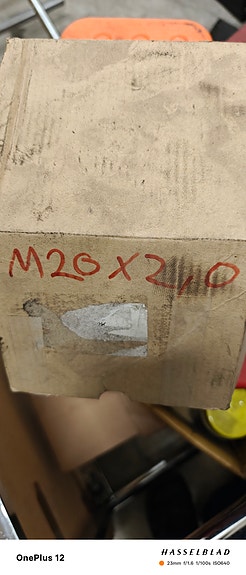 M20X2,0
OnePlus 12
HASSELBLAD
23mm f/1.6 1/100s ISO640